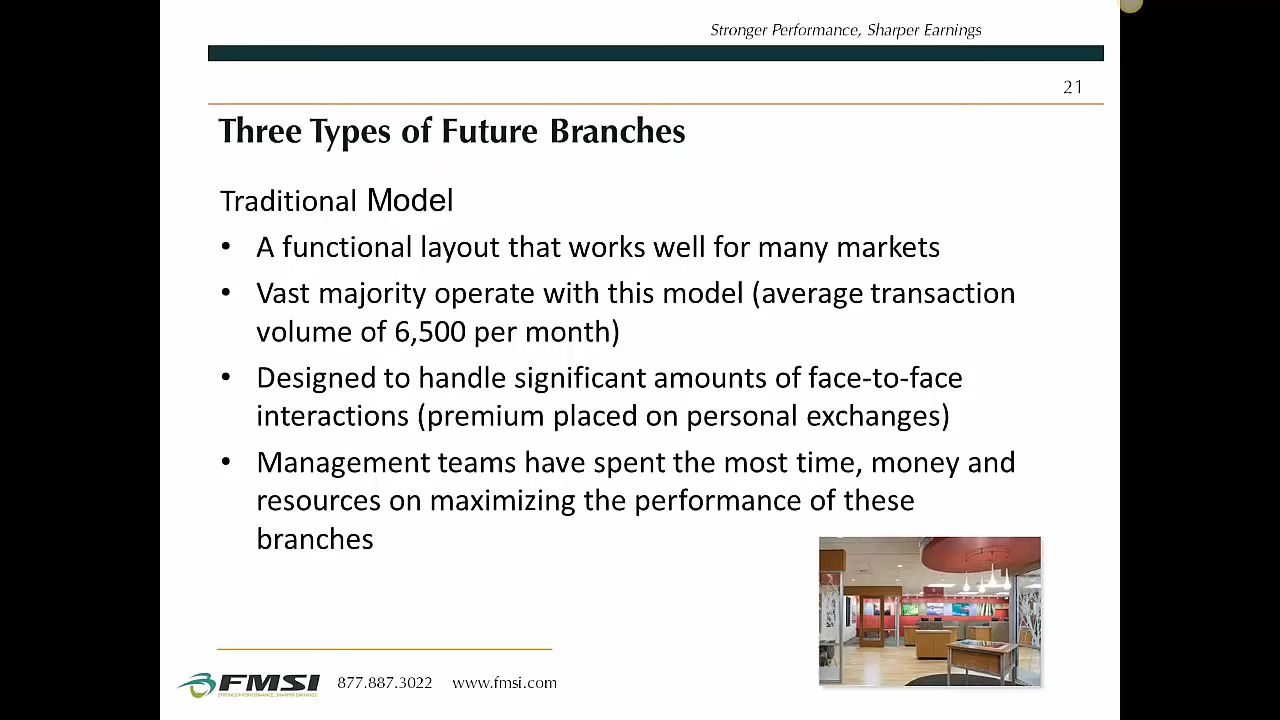 Stronger Performance, Sharper Earnings
21
Three Types of Future Branches
Traditional Model
• A functional layout that works well for many markets
• Vast majority operate with this model (average transaction
volume of 6,500 per month)
• Designed to handle significant amounts of face-to-face
interactions (premium placed on personal exchanges)
• Management teams have spent the most time, money and
resources on maximizing the performance of these
branches
FMSI
STRONGER PERFORMANCE, SHARPER EARNINGS
877.887.3022 www.fmsi.com